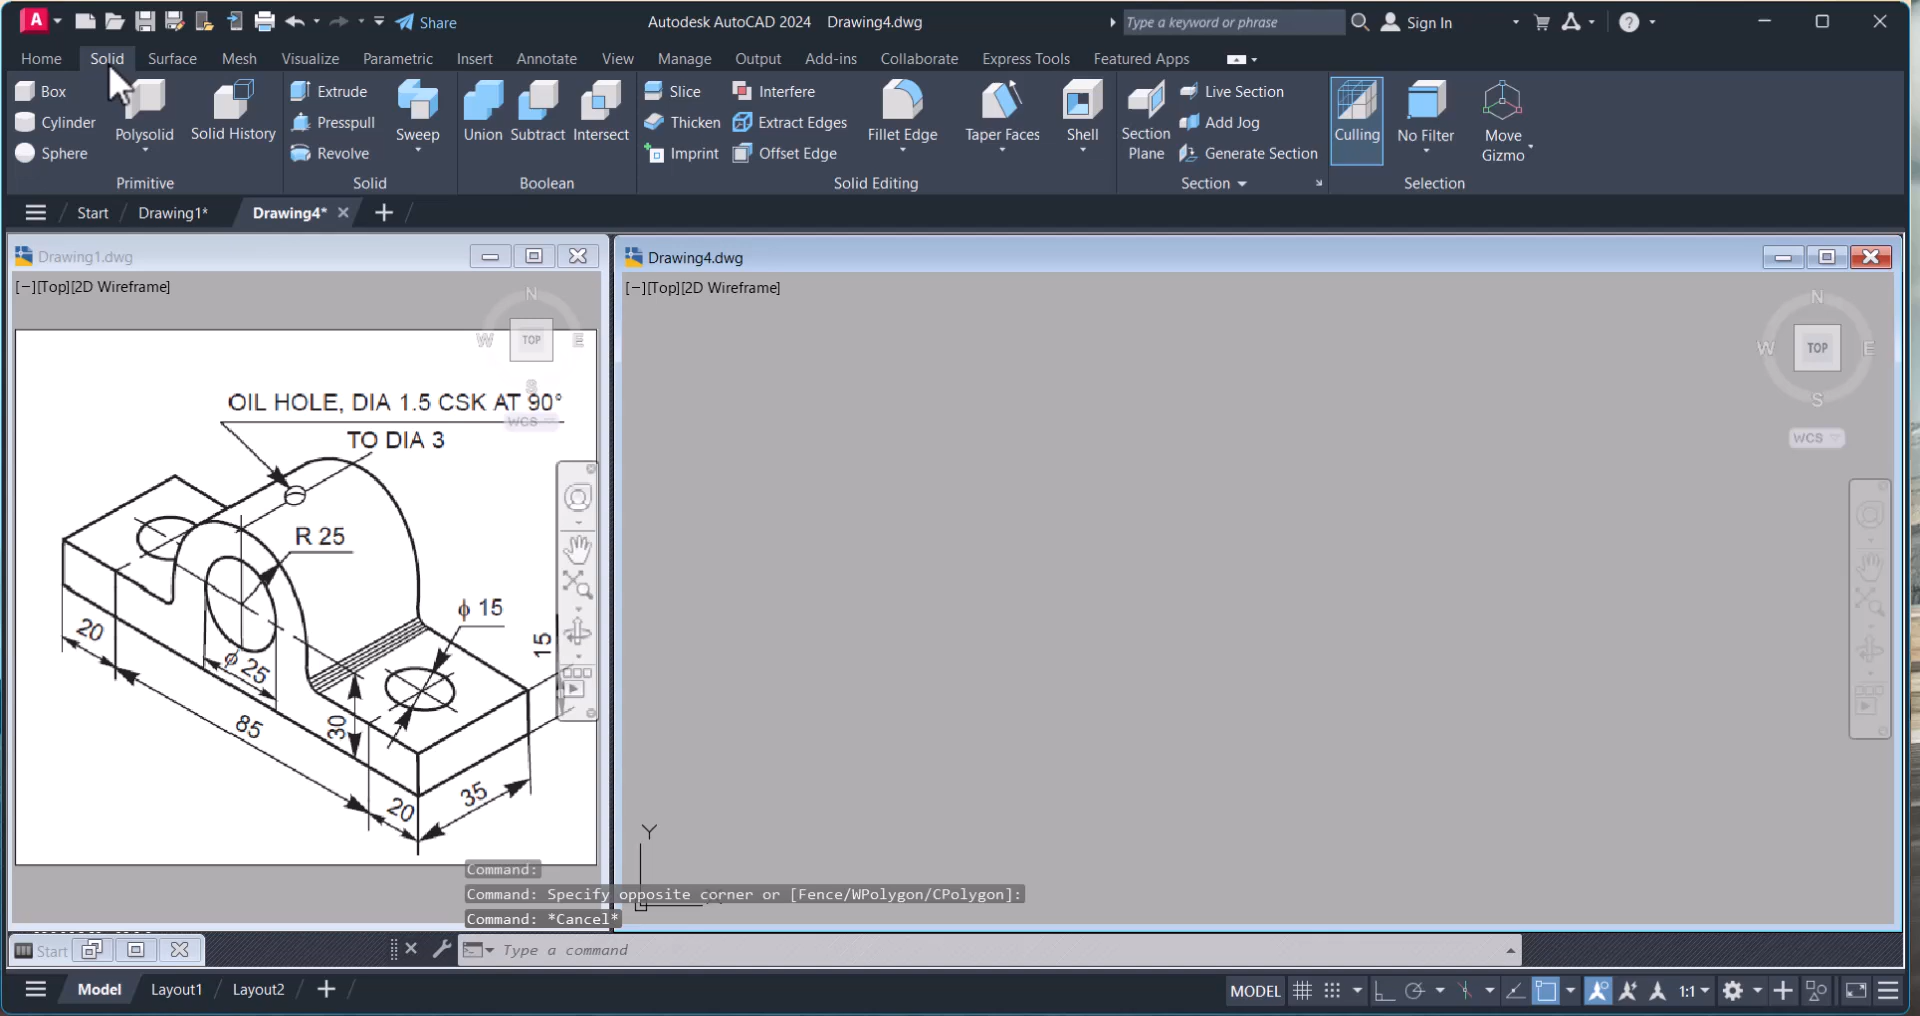 A Share Autodesk AutoCAD 2024 Drawing4.dwg Type a keyword or phrase Sign In ?
Home Solid Surface Mesh Visualize Parametric Insert Annotate View Manage Output Add-ins Collaborate Express Tools Featured Apps
Box Extrude Slice Interfere Live Section
Cylinder Presspull Thicken Extract Edges Add Jog
Sphere Revolve Imprint Offset Edge Generate Section
Polysolid Solid History Sweep Union Subtract Intersect Fillet Edge Taper Faces Shell Section Plane Culling No Filter Move Gizmo
Primitive Solid Boolean Solid Editing Section Selection
Start Drawing1* Drawing4*
Drawing1.dwg
[−][Top][2D Wireframe]
N
W TOP E
S
WCS
OIL HOLE, DIA 1.5 CSK AT 90°
TO DIA 3
R 25
ϕ 15
15
20
ϕ 25
85
30
20
35
Drawing4.dwg
[−][Top][2D Wireframe]
N
W TOP E
S
WCS
Y
Command:
Command: Specify opposite corner or [Fence/WPolygon/CPolygon]:
Command: *Cancel*
Start
Type a command
Model Layout1 Layout2
MODEL 1:1